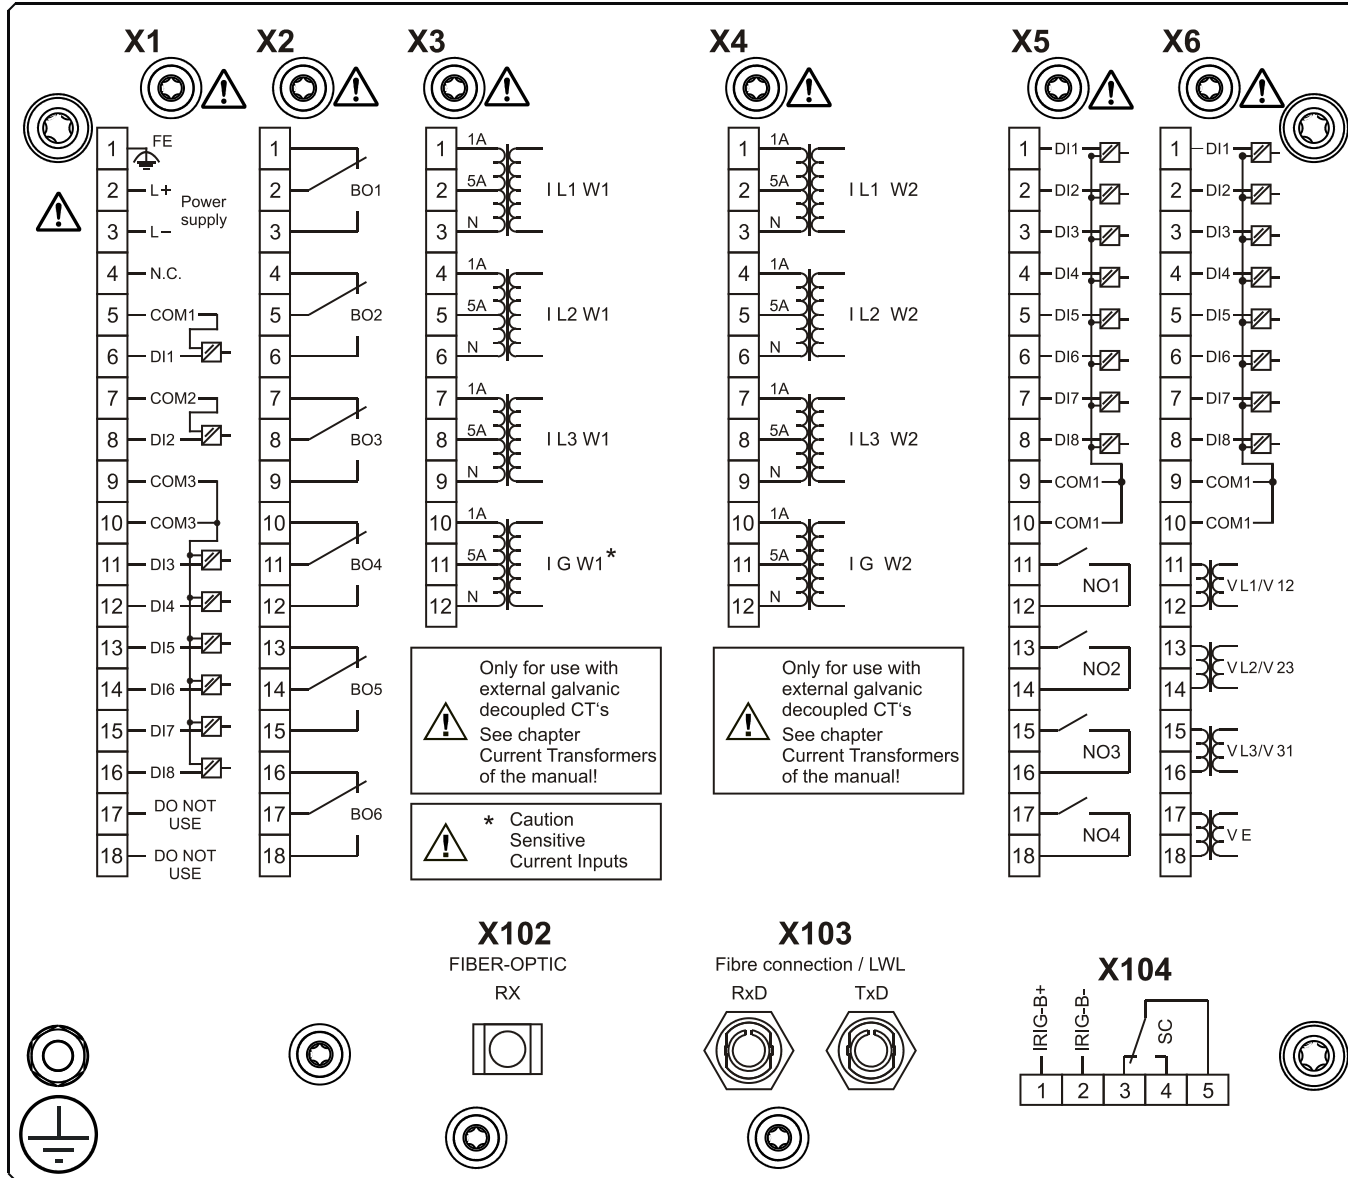 X1
X2
X3
X4
X5
X6
1
FE
2
L+
Power
supply
3
L−
4
N.C.
5
COM1
6
DI1
7
COM2
8
DI2
9
COM3
10
COM3
11
DI3
12
DI4
13
DI5
14
DI6
15
DI7
16
DI8
17
DO NOT
USE
18
DO NOT
USE
1
2
BO1
3
4
5
BO2
6
7
8
BO3
9
10
11
BO4
12
13
14
BO5
15
16
17
BO6
18
1
1A
2
5A
I L1 W1
3
N
4
1A
5
5A
I L2 W1
6
N
7
1A
8
5A
I L3 W1
9
N
10
1A
11
5A
I G W1*
12
N
Only for use with
external galvanic
decoupled CT‘s
See chapter
Current Transformers
of the manual!
* Caution
Sensitive
Current Inputs
1
1A
2
5A
I L1 W2
3
N
4
1A
5
5A
I L2 W2
6
N
7
1A
8
5A
I L3 W2
9
N
10
1A
11
5A
I G W2
12
N
Only for use with
external galvanic
decoupled CT‘s
See chapter
Current Transformers
of the manual!
1
DI1
2
DI2
3
DI3
4
DI4
5
DI5
6
DI6
7
DI7
8
DI8
9
COM1
10
COM1
11
NO1
12
13
NO2
14
15
NO3
16
17
NO4
18
1
DI1
2
DI2
3
DI3
4
DI4
5
DI5
6
DI6
7
DI7
8
DI8
9
COM1
10
COM1
11
V L1/V 12
12
13
V L2/V 23
14
15
V L3/V 31
16
17
V E
18
X102
FIBER-OPTIC
RX
X103
Fibre connection / LWL
RxD
TxD
X104
IRIG-B+
IRIG-B-
SC
1
2
3
4
5